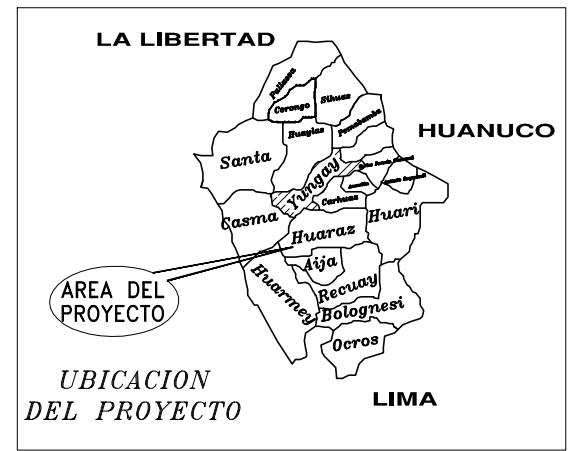 LA LIBERTAD
Pallasca
Corongo
Sihuas
Huaylas
Pomabamba
HUANUCO
Santa
Yungay
Carhuaz
Casma
Huari
Huaraz
Aija
Huarmey
Recuay
Bolognesi
Ocros
AREA DEL
PROYECTO
UBICACION
DEL PROYECTO
LIMA